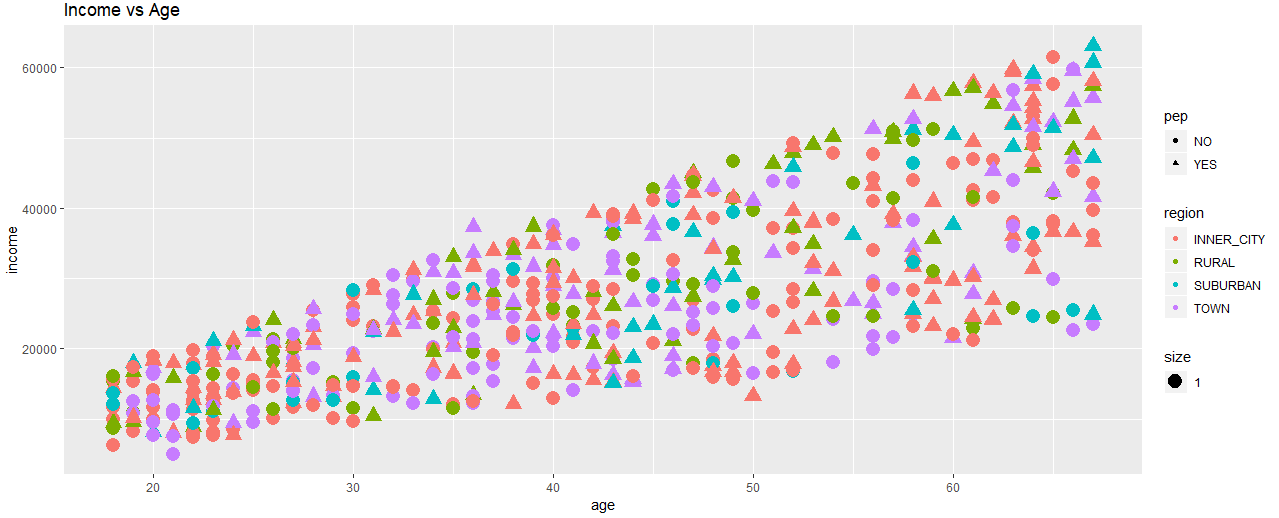 Income vs Age
60000
40000
20000
income
20
30
40
50
60
age
pep
NO
YES
region
INNER_CITY
RURAL
SUBURBAN
TOWN
size
1